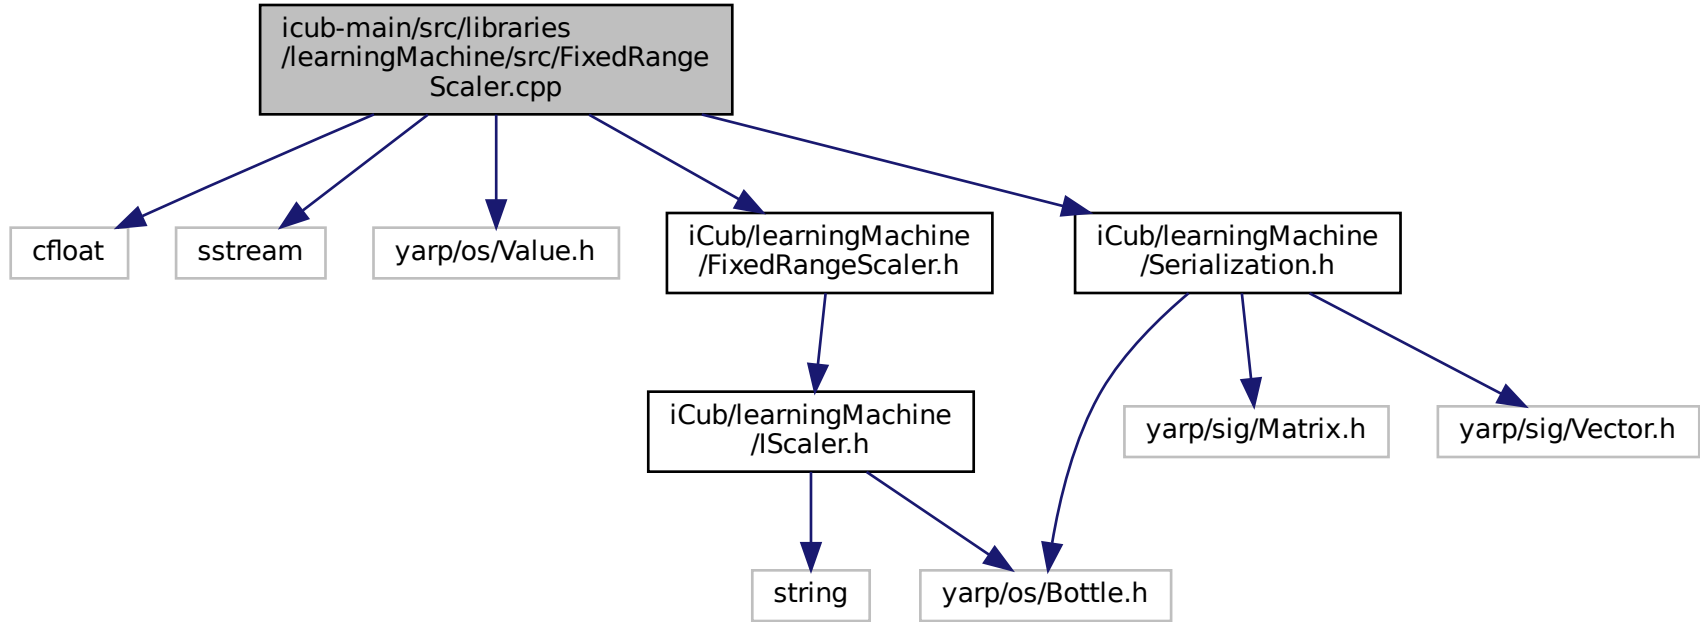 icub-main/src/libraries
/learningMachine/src/FixedRange
Scaler.cpp
cfloat
sstream
yarp/os/Value.h
iCub/learningMachine
/FixedRangeScaler.h
iCub/learningMachine
/Serialization.h
iCub/learningMachine
/IScaler.h
yarp/sig/Matrix.h
yarp/sig/Vector.h
string
yarp/os/Bottle.h